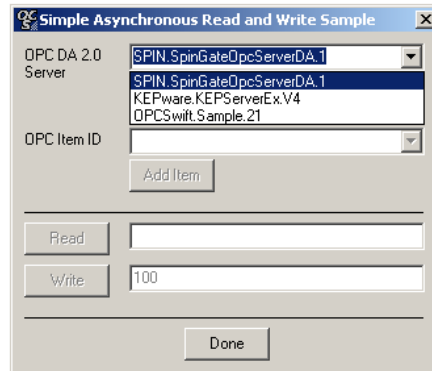 Simple Asynchronous Read and Write Sample
OPC DA 2.0
Server
SPIN.SpinGateOpcServerDA.1
SPIN.SpinGateOpcServerDA.1
KEPware.KEPServerEx.V4
OPCSwift.Sample.21
OPC Item ID
Add Item
Read
Write
100
Done